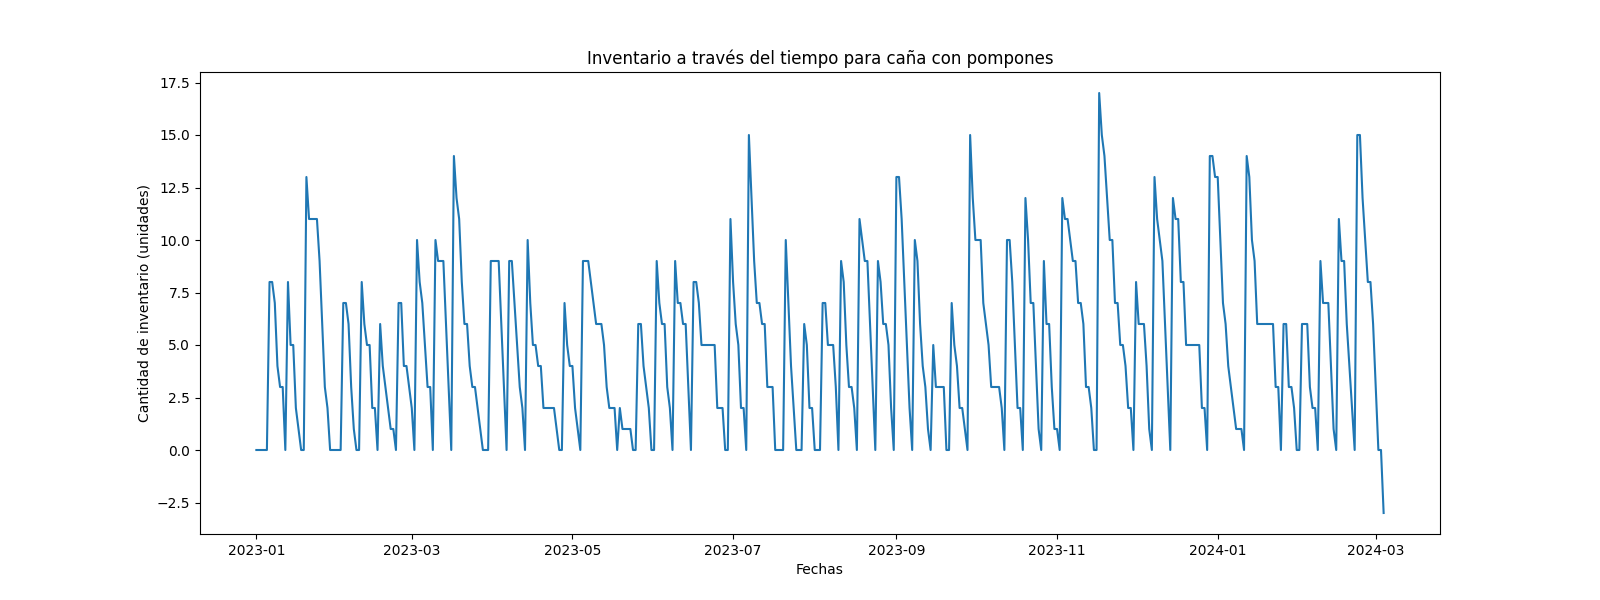 Inventario a través del tiempo para caña con pompones
Cantidad de inventario (unidades)
17.5
15.0
12.5
10.0
7.5
5.0
2.5
0.0
−2.5
2023-01 2023-03 2023-05 2023-07 2023-09 2023-11 2024-01 2024-03
Fechas